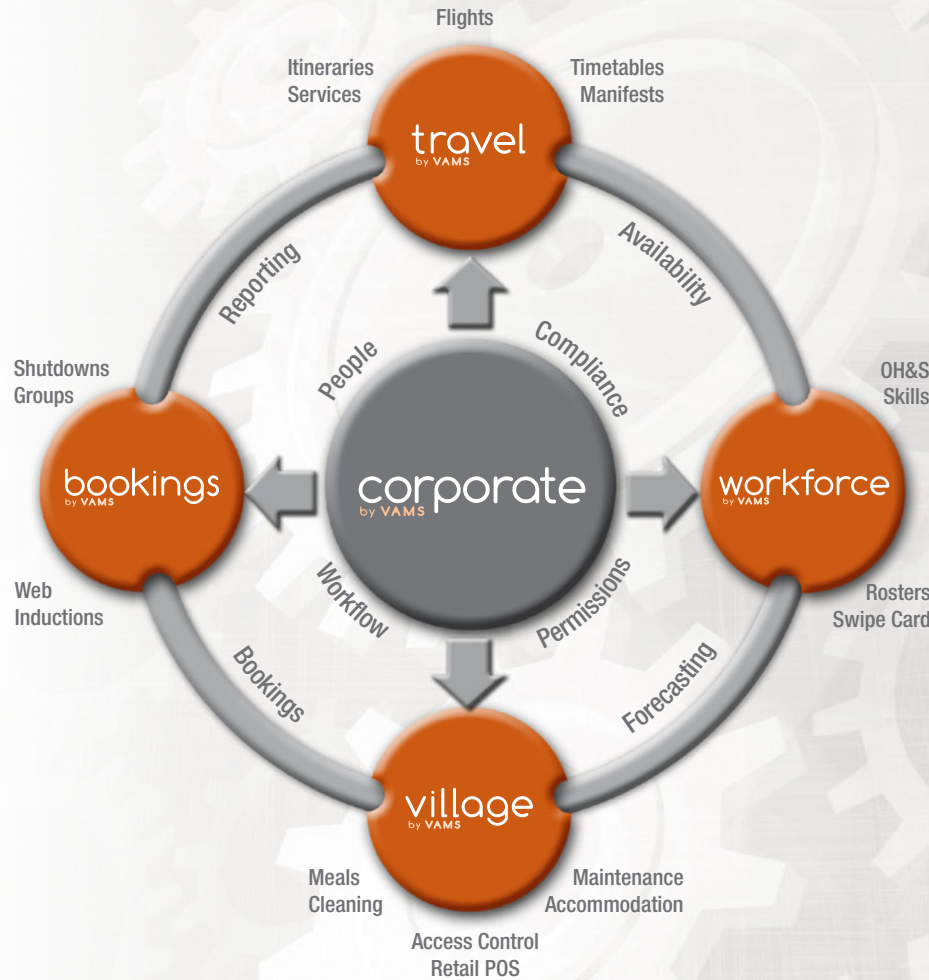 Flights
Itineraries
Services
Timetables
Manifests
travel
by VAMS
Reporting
Availability
People
Compliance
Shutdowns
Groups
OH&S
Skills
bookings
by VAMS
corporate
by VAMS
workforce
by VAMS
Web
Inductions
Workflow
Permissions
Rosters
Swipe Card
Bookings
Forecasting
village
by VAMS
Meals
Cleaning
Maintenance
Accommodation
Access Control
Retail POS